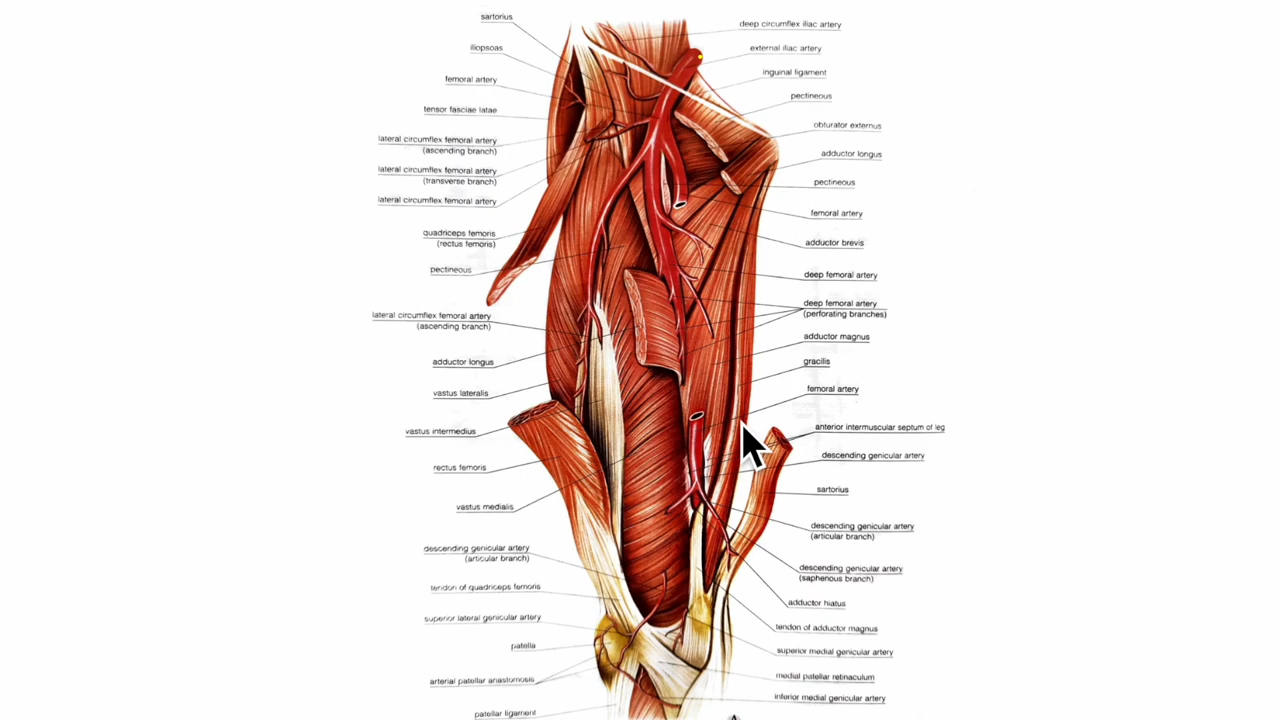 sartorius
iliopsoas
femoral artery
tensor fasciae latae
lateral circumflex femoral artery
(ascending branch)
lateral circumflex femoral artery
(transverse branch)
lateral circumflex femoral artery
quadriceps femoris
(rectus femoris)
pectineous
lateral circumflex femoral artery
(ascending branch)
adductor longus
vastus lateralis
vastus intermedius
rectus femoris
vastus medialis
descending genicular artery
(articular branch)
tendon of quadriceps femoris
superior lateral genicular artery
patella
arterial patellar anastomosis
patellar ligament
deep circumflex iliac artery
external iliac artery
inguinal ligament
pectineous
obturator externus
adductor longus
pectineous
femoral artery
adductor brevis
deep femoral artery
deep femoral artery
(perforating branches)
adductor magnus
gracilis
femoral artery
anterior intermuscular septum of leg
descending genicular artery
sartorius
descending genicular artery
(articular branch)
descending genicular artery
(saphenous branch)
adductor hiatus
tendon of adductor magnus
superior medial genicular artery
medial patellar retinaculum
inferior medial genicular artery